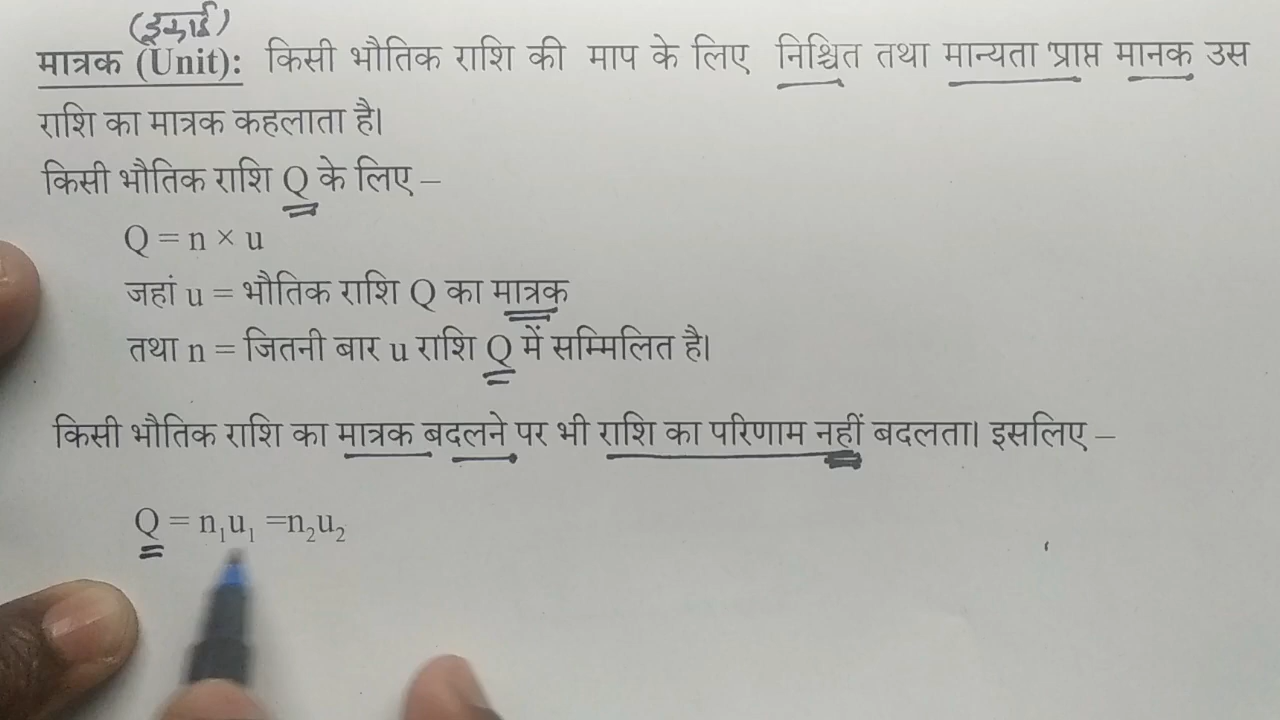 (इकाई)
मात्रक (Unit): किसी भौतिक राशि की माप के लिए निश्चित तथा मान्यता प्राप्त मानक उस
राशि का मात्रक कहलाता है।
किसी भौतिक राशि Q के लिए –
Q = n × u
जहां u = भौतिक राशि Q का मात्रक
तथा n = जितनी बार u राशि Q में सम्मिलित है।
किसी भौतिक राशि का मात्रक बदलने पर भी राशि का परिणाम नहीं बदलता। इसलिए –
Q = n₁u₁ =n₂u₂